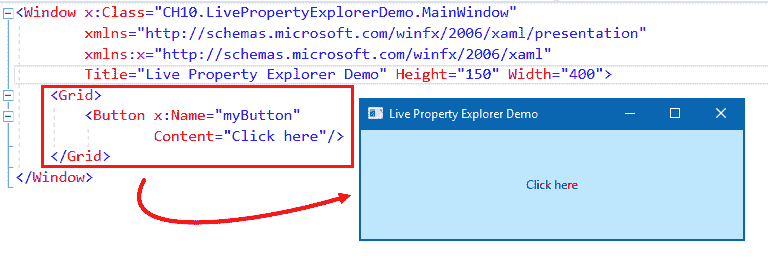 <Window x:Class="CH10.LivePropertyExplorerDemo.MainWindow"
xmlns="http://schemas.microsoft.com/winfx/2006/xaml/presentation"
xmlns:x="http://schemas.microsoft.com/winfx/2006/xaml"
Title="Live Property Explorer Demo" Height="150" Width="400">
<Grid>
<Button x:Name="myButton"
Content="Click here"/>
</Grid>
</Window>
Live Property Explorer Demo
Click here